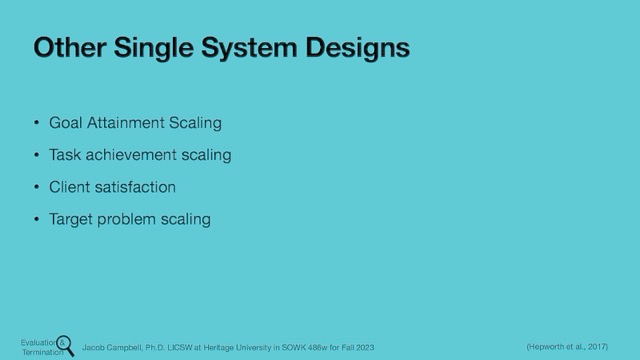 Other Single System Designs
• Goal Attainment Scaling
• Task achievement scaling
• Client satisfaction
• Target problem scaling
Evaluation &
Termination
Jacob Campbell, Ph.D. LICSW at Heritage University in SOWK 486w for Fall 2023
(Hepworth et al., 2017)